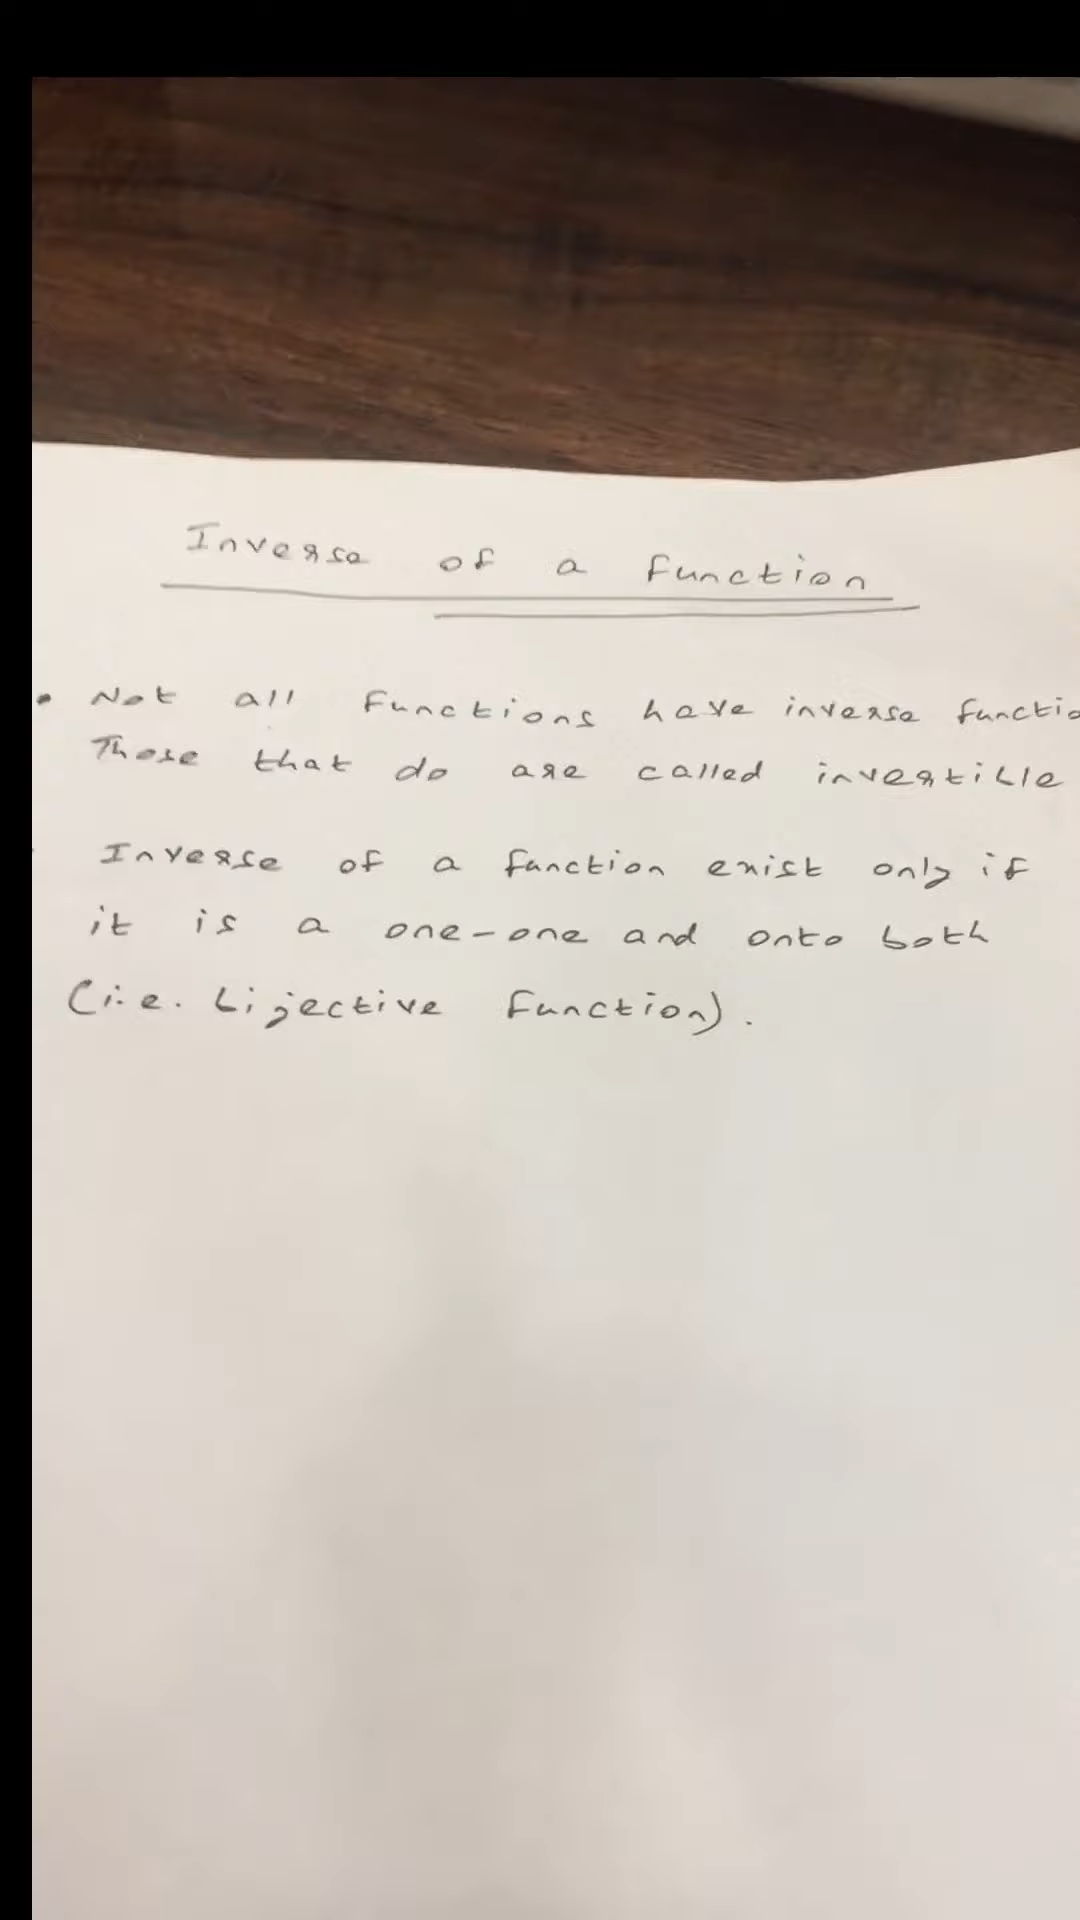 Inverse of a function
• Not all functions have inverse functio
Those that do are called invertible
Inverse of a function exist only if
it is a one-one and onto both
(i.e. bijective function).